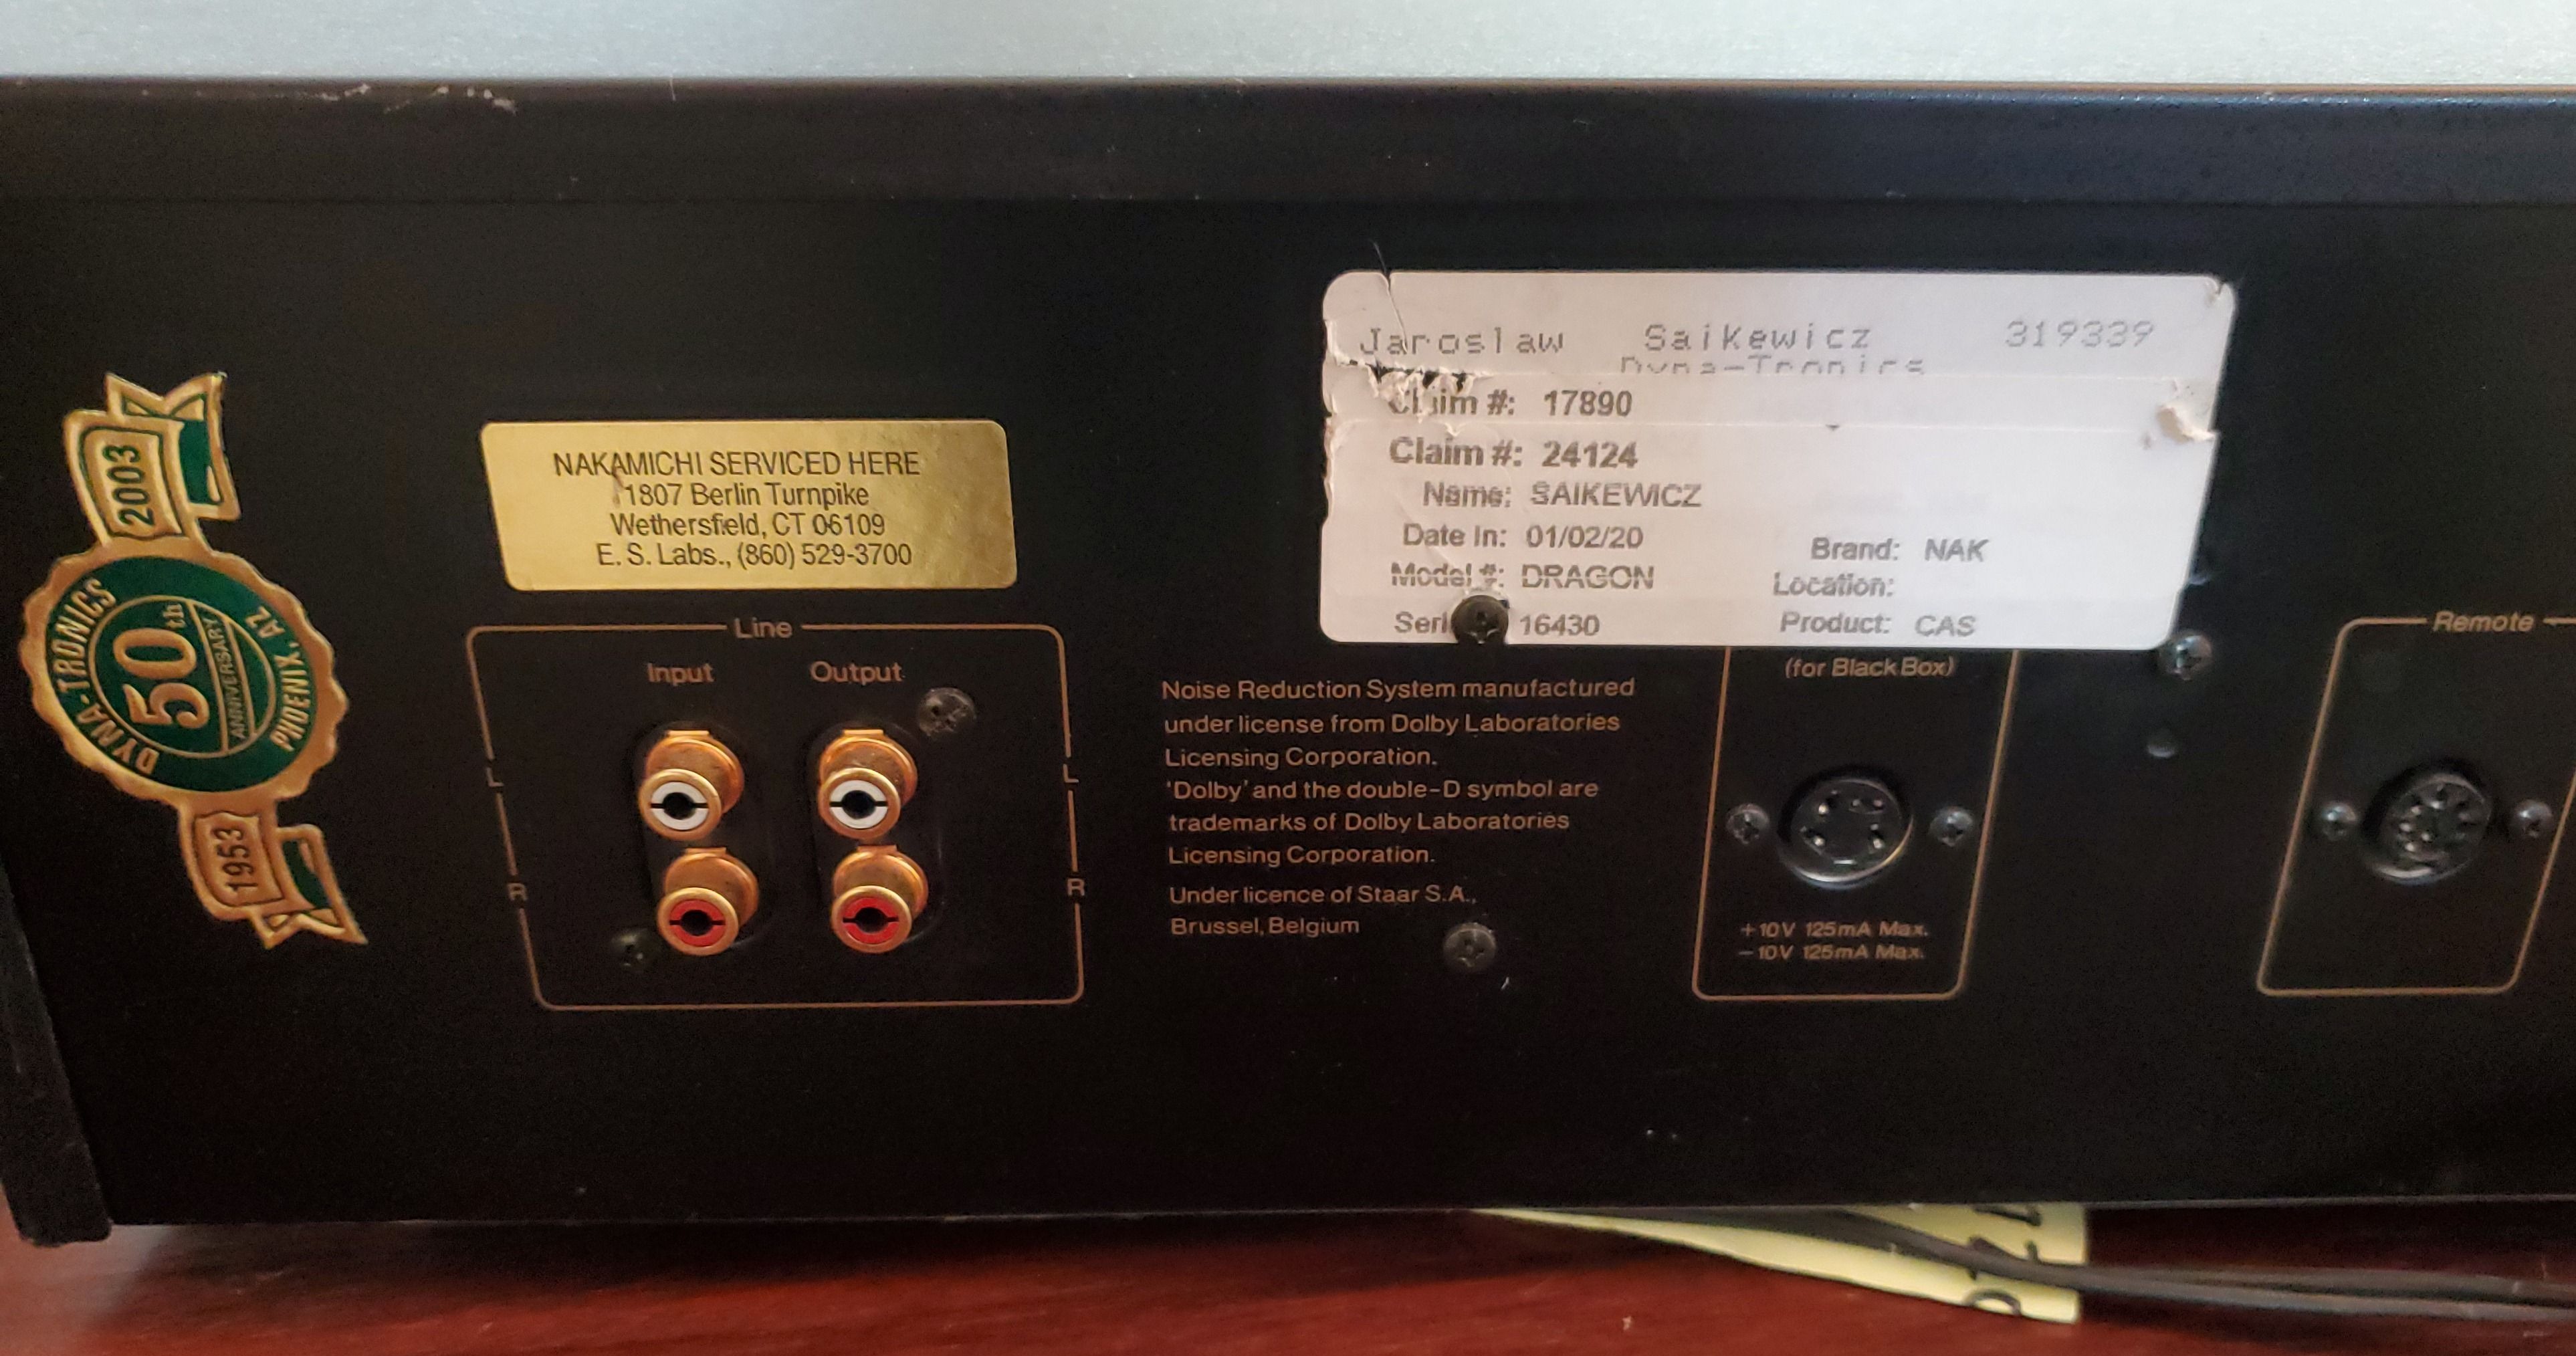 2003
DYNA-TRONICS
50th
ANNIVERSARY
PHOENIX, AZ
1953
NAKAMICHI SERVICED HERE
1807 Berlin Turnpike
Wethersfield, CT 06109
E. S. Labs., (860) 529-3700
Line
Input Output
L L
R R
Jaroslaw Saikewicz 319339
Dyna-Tronics
Claim #: 17890
Claim #: 24124
Name: SAIKEWICZ
Date In: 01/02/20 Brand: NAK
Model #: DRAGON Location:
Seri 16430 Product: CAS
Noise Reduction System manufactured
under license from Dolby Laboratories
Licensing Corporation.
'Dolby' and the double-D symbol are
trademarks of Dolby Laboratories
Licensing Corporation.
Under licence of Staar S.A.,
Brussel, Belgium
(for Black Box)
+10V 125mA Max.
-10V 125mA Max.
Remote